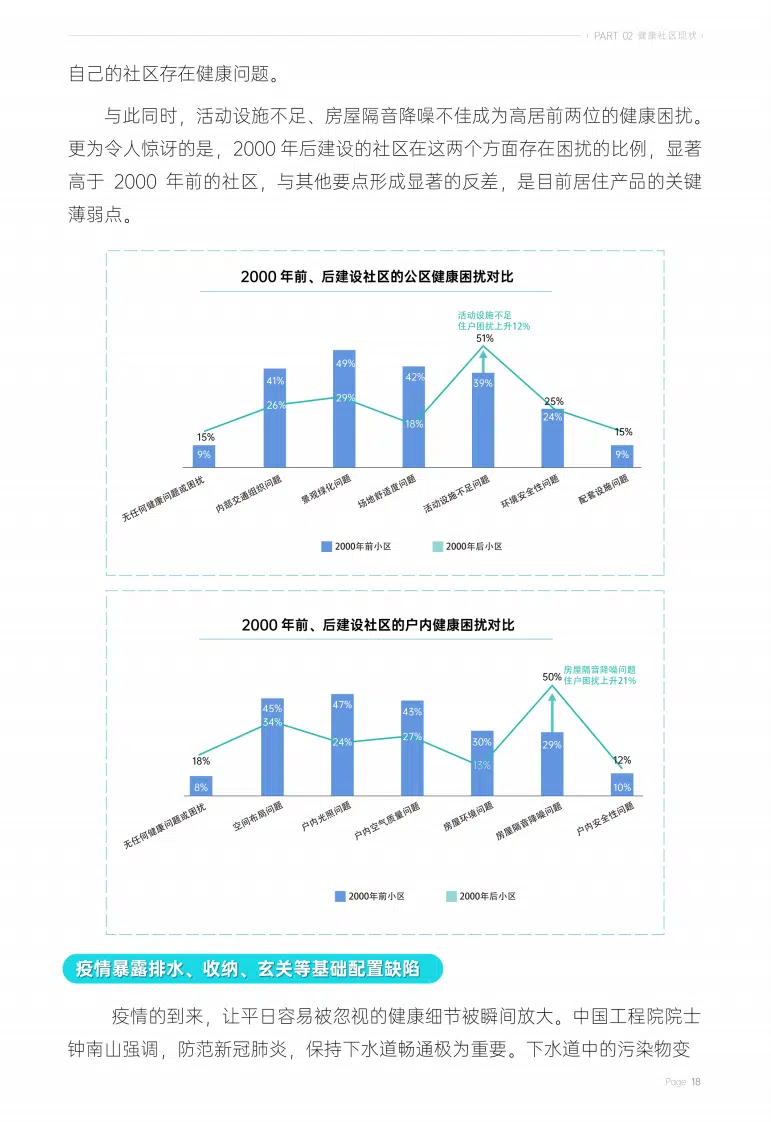 PART 02 健康社区现状
自己的社区存在健康问题。
与此同时，活动设施不足、房屋隔音降噪不佳成为高居前两位的健康困扰。
更为令人惊讶的是，2000 年后建设的社区在这两个方面存在困扰的比例，显著
高于 2000 年前的社区，与其他要点形成显著的反差，是目前居住产品的关键
薄弱点。
2000 年前、后建设社区的公区健康困扰对比
活动设施不足
住户困扰上升12%
51%
49%
41%
42%
39%
29%
26%
25%
24%
18%
15%
15%
9%
9%
无任何健康问题或困扰
内部交通组织问题
景观绿化问题
场地舒适度问题
活动设施不足问题
环境安全性问题
配套设施问题
2000年前小区
2000年后小区
2000 年前、后建设社区的户内健康困扰对比
房屋隔音降噪问题
住户困扰上升21%
50%
45%
47%
43%
34%
24%
27%
30%
29%
13%
18%
12%
8%
10%
无任何健康问题或困扰
空间布局问题
户内光照问题
户内空气质量问题
房屋环境问题
房屋隔音降噪问题
户内安全性问题
2000年前小区
2000年后小区
疫情暴露排水、收纳、玄关等基础配置缺陷
疫情的到来，让平日容易被忽视的健康细节被瞬间放大。中国工程院院士
钟南山强调，防范新冠肺炎，保持下水道畅通极为重要。下水道中的污染物变
Page 18